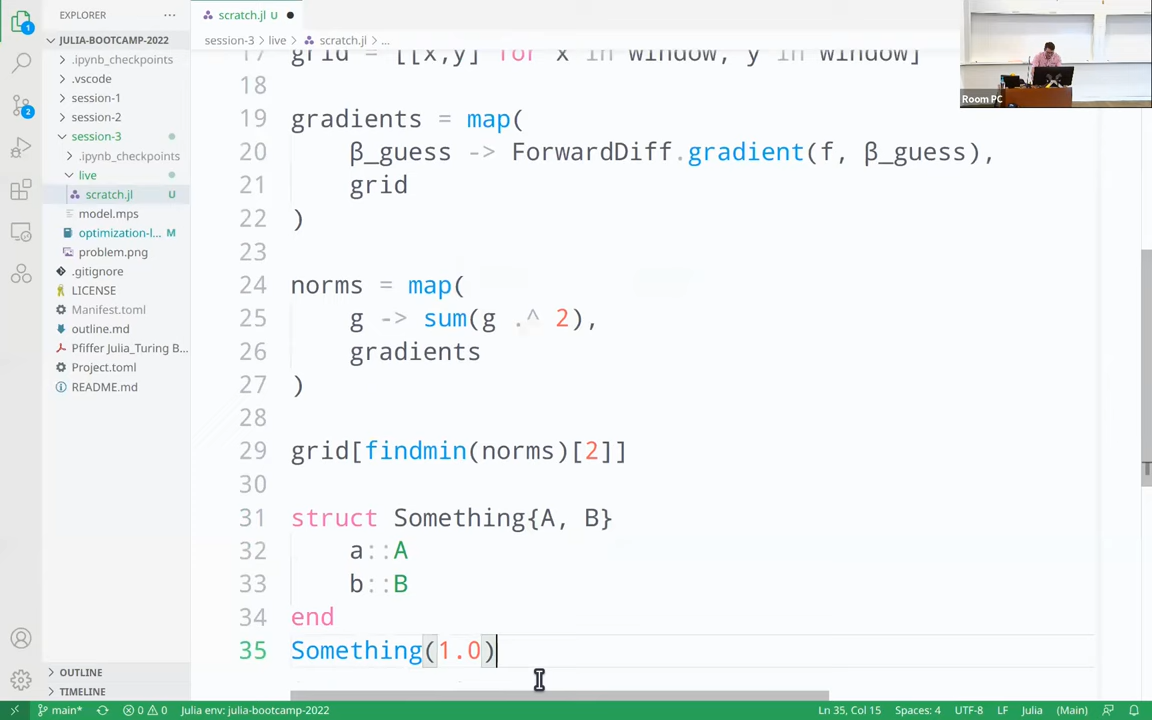 EXPLORER
scratch.jl U
JULIA-BOOTCAMP-2022
session-3 > live > scratch.jl > ...
.ipynb_checkpoints
.vscode
session-1
session-2
session-3
.ipynb_checkpoints
live
scratch.jl U
model.mps
optimization-l... M
problem.png
.gitignore
LICENSE
Manifest.toml
outline.md
Pfiffer Julia_Turing B...
Project.toml
README.md
OUTLINE
TIMELINE
17 grid = [[x,y] for x in window, y in window]
18
19 gradients = map(
20 β_guess -> ForwardDiff.gradient(f, β_guess),
21 grid
22 )
23
24 norms = map(
25 g -> sum(g .^ 2),
26 gradients
27 )
28
29 grid[findmin(norms)[2]]
30
31 struct Something{A, B}
32 a::A
33 b::B
34 end
35 Something(1.0)
Room PC
1
2
main* 0 0 Julia env: julia-bootcamp-2022 Ln 35, Col 15 Spaces: 4 UTF-8 LF Julia (Main)